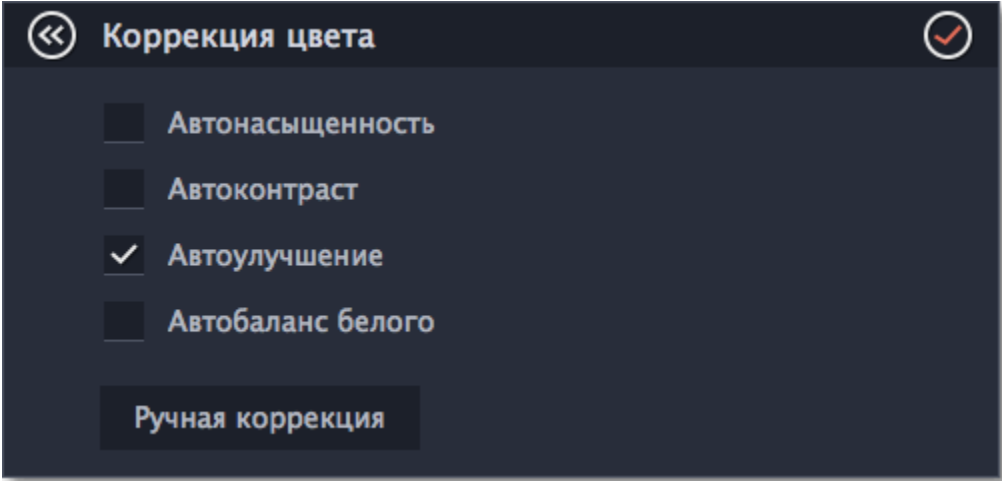 Коррекция цвета
Автонасыщенность
Автоконтраст
Автоулучшение
Автобаланс белого
Ручная коррекция